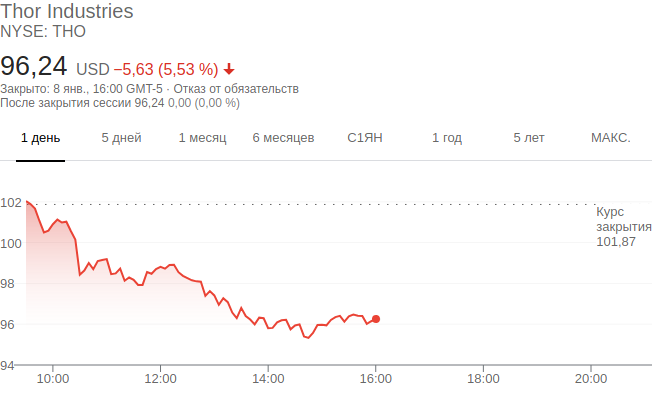 Thor Industries
NYSE: THO
96,24 USD −5,63 (5,53 %)
Закрыто: 8 янв., 16:00 GMT-5 · Отказ от обязательств
После закрытия сессии 96,24 0,00 (0,00 %)
1 день 5 дней 1 месяц 6 месяцев С1ЯН 1 год 5 лет МАКС.
102
Курс
закрытия
101,87
100
98
96
94
10:00 12:00 14:00 16:00 18:00 20:00